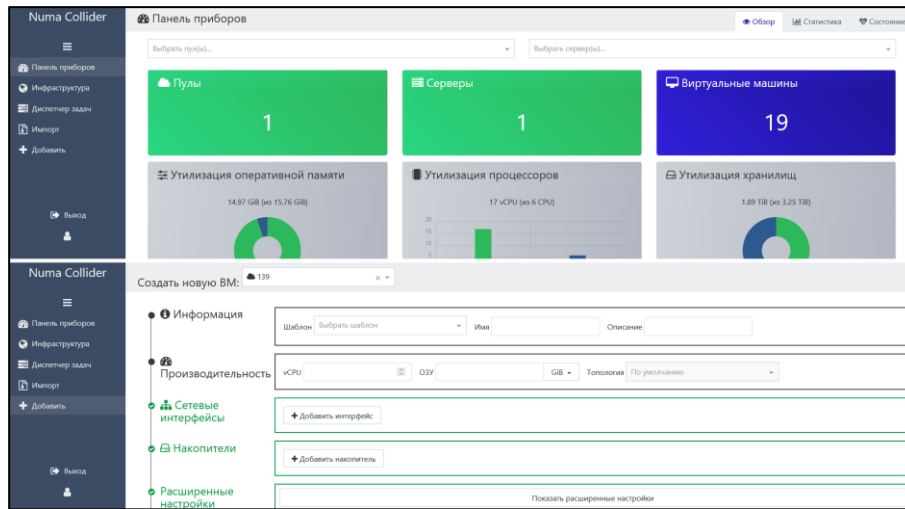 Numa Collider
Панель приборов
Обзор
Статистика
Состояние
Панель приборов
Инфраструктура
Диспетчер задач
Импорт
Добавить
Выход
Выбрать пул(ы)...
Выбрать сервер(ы)...
Пулы
1
Серверы
1
Виртуальные машины
19
Утилизация оперативной памяти
14.97 GiB (из 15.76 GiB)
Утилизация процессоров
17 vCPU (из 6 CPU)
20
15
10
5
Утилизация хранилищ
1.89 TiB (из 3.25 TiB)
Numa Collider
Панель приборов
Инфраструктура
Диспетчер задач
Импорт
Добавить
Выход
Создать новую ВМ: 139
Информация
Шаблон Выбрать шаблон Имя Описание
Производительность
vCPU ОЗУ GiB Топология По умолчанию
Сетевые
интерфейсы
Добавить интерфейс
Накопители
Добавить накопитель
Расширенные
настройки
Показать расширенные настройки